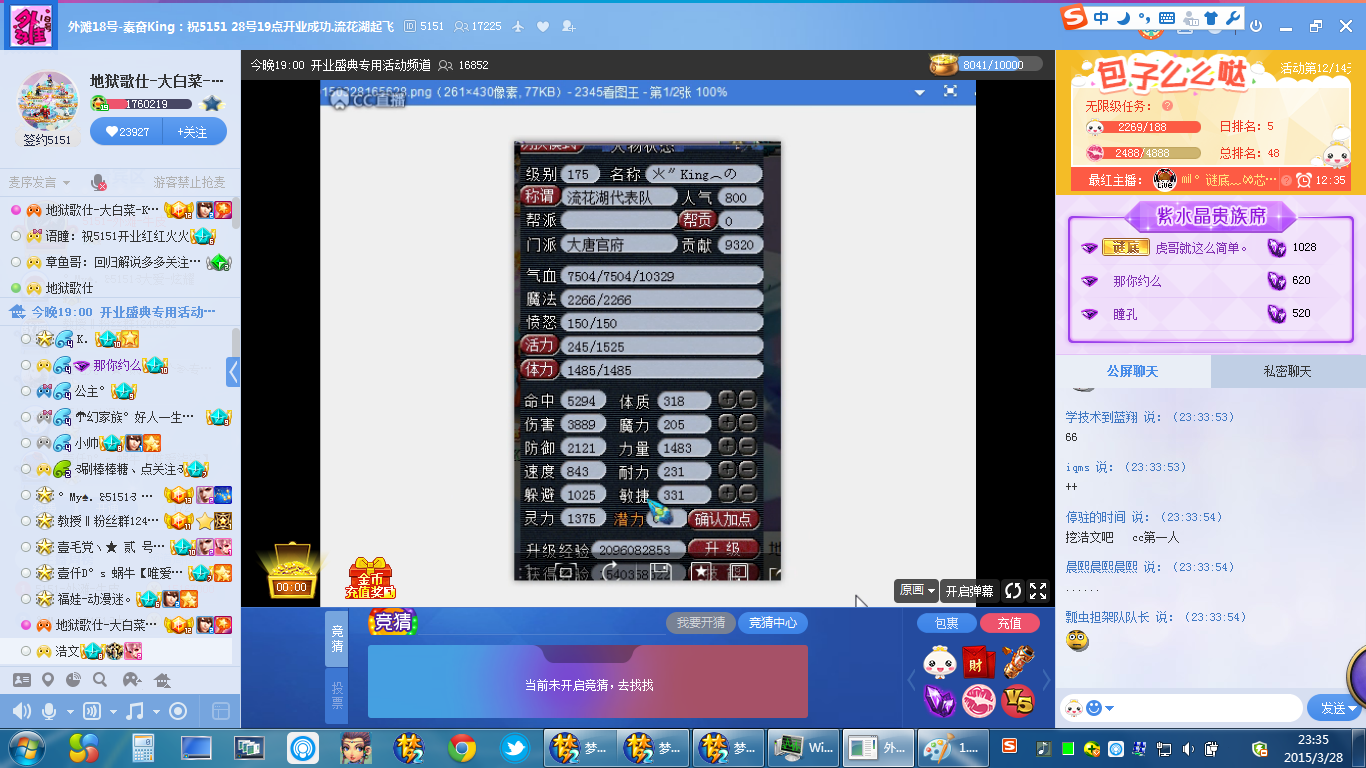 外滩18号-秦奋King：祝5151 28号19点开业成功.流花湖起飞 ID 5151 17225
中
地狱歌仕-大白菜-···
1760219
签约5151
23927 +关注
麦序发言 游客禁止抢麦
地狱歌仕-大白菜-K···
语瞳：祝5151开业红红火火
章鱼哥：回归解说多多关注···
地狱歌仕
今晚19:00 开业盛典专用活动···
K.
那你约么
公主°
幻家族°好人一生···
小帅
刷棒棒糖、点关注
教授‖粉丝群124···
壹毛党丶★ 贰 号···
壹仟D°s 蜗牛【唯爱···
福娃-动漫迷。
地狱歌仕-大白菜···
浩文
今晚19:00 开业盛典专用活动频道 16852
8041/10000
150328165628.png（261×430像素, 77KB）- 2345看图王 - 第1/2张 100%
CC直播
人物状态
级别 175 名称 火〞King︵の
称谓 流花湖代表队 人气 800
帮派 帮贡 0
门派 大唐官府 贡献 9320
气血 7504/7504/10329
魔法 2266/2266
愤怒 150/150
活力 245/1525
体力 1485/1485
命中 5294 体质 318
伤害 3889 魔力 205
防御 2121 力量 1483
速度 843 耐力 231
躲避 1025 敏捷 331
灵力 1375 潜力 确认加点
升级经验 2096082853 升级
获得
00:00
金币
充值奖励
原画 开启弹幕
竞猜
投票
竞猜 我要开猜 竞猜中心
当前未开启竞猜，去找找
包裹 充值
財
V5
包子么么哒 活动第12/14天
无限级任务：
2269/188 日排名：5
2488/4888 总排名：48
最红主播： Live 谜底 12:35
紫水晶贵族席
谜底 虎哥就这么简单。 1028
那你约么 620
瞳孔 520
公屏聊天 私密聊天
学技术到蓝翔 说：（23:33:53）
66
iqms 说：（23:33:53）
++
停驻的时间 说：（23:33:54）
挖浩文吧 cc第一人
晨熙晨熙晨熙 说：（23:33:54）
......
瓢虫担架队队长 说：（23:33:54）
发送
梦... 梦... 梦... Wi... 外... 1....
23:35
2015/3/28